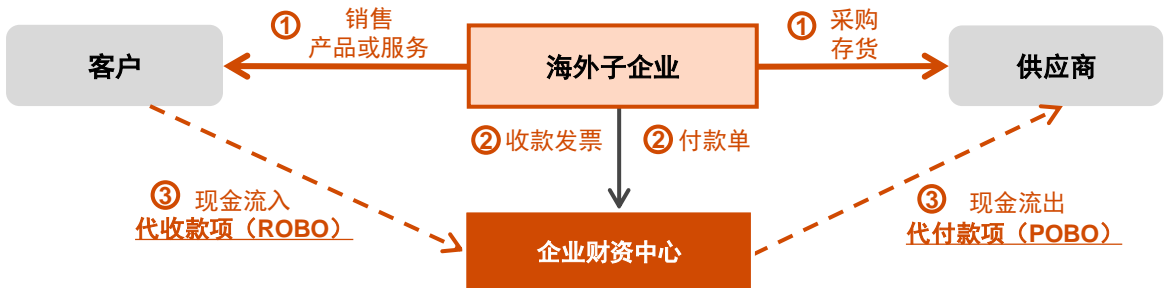 ① 销售
产品或服务
① 采购
存货
客户
海外子企业
供应商
② 收款发票
② 付款单
③ 现金流入
代收款项（ROBO）
③ 现金流出
代付款项（POBO）
企业财资中心